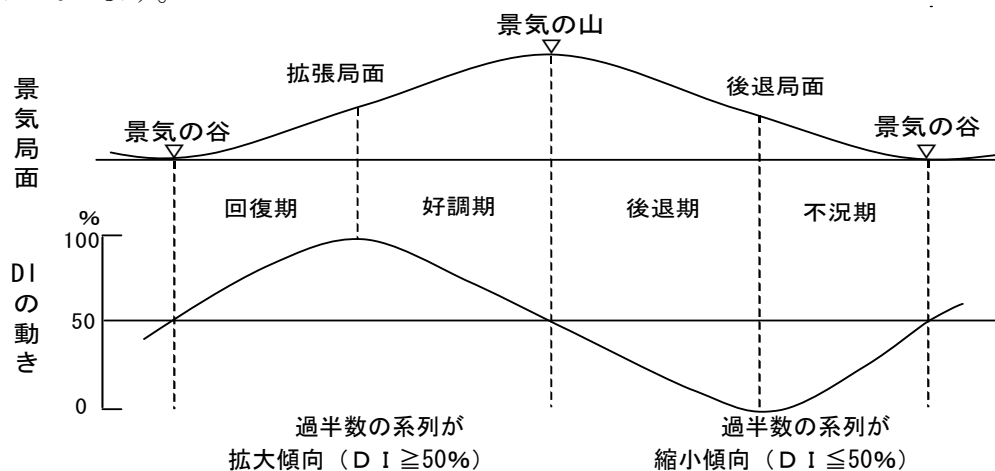 景気の山
拡張局面
後退局面
景気の谷
景気の谷
景気局面
回復期
好調期
後退期
不況期
%
100
50
0
DIの動き
過半数の系列が
拡大傾向（ＤＩ≧50%）
過半数の系列が
縮小傾向（ＤＩ≦50%）